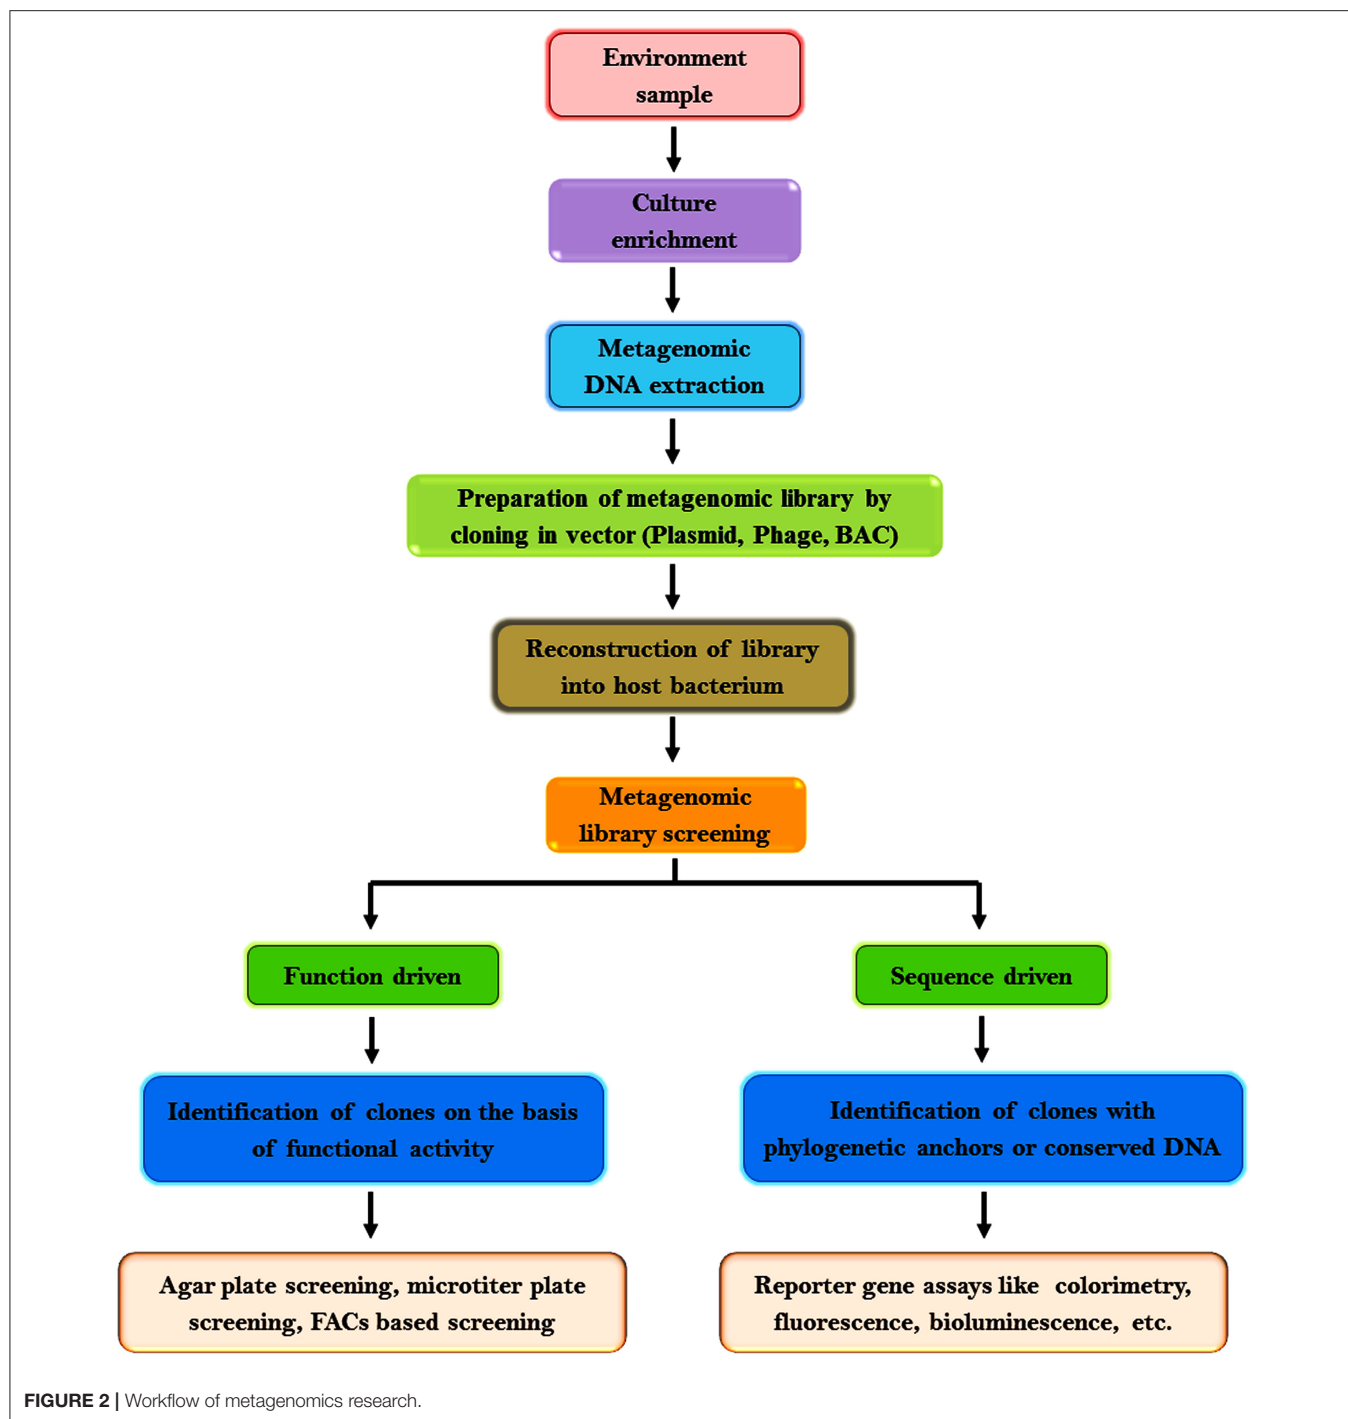 Environment
sample
Culture
enrichment
Metagenomic
DNA extraction
Preparation of metagenomic library by
cloning in vector (Plasmid, Phage, BAC)
Reconstruction of library
into host bacterium
Metagenomic
library screening
Function driven
Sequence driven
Identification of clones on the basis
of functional activity
Identification of clones with
phylogenetic anchors or conserved DNA
Agar plate screening, microtiter plate
screening, FACs based screening
Reporter gene assays like colorimetry,
fluorescence, bioluminescence, etc.
FIGURE 2 | Workflow of metagenomics research.